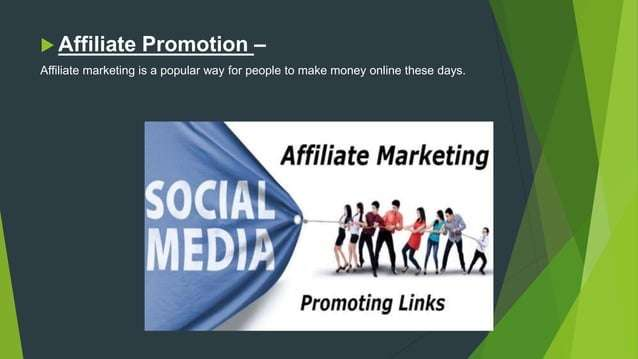 Affiliate Promotion –
Affiliate marketing is a popular way for people to make money online these days.
Affiliate Marketing
SOCIAL
MEDIA
Promoting Links